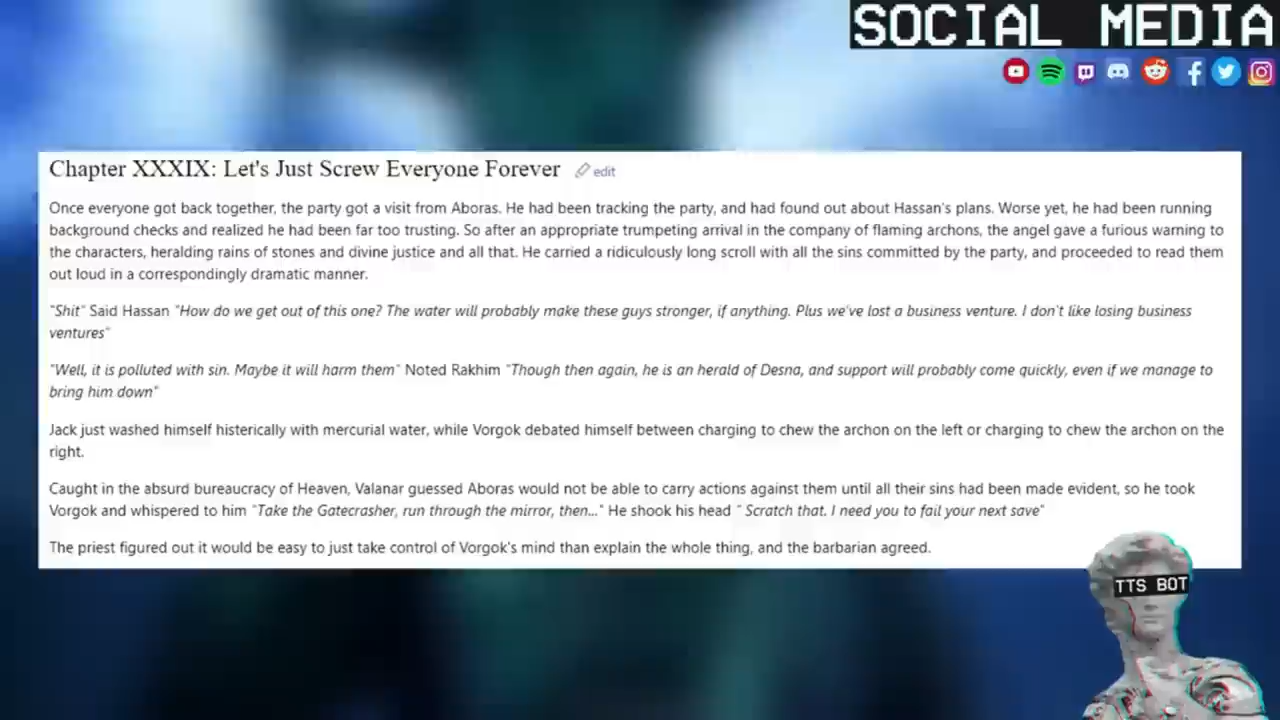 SOCIAL MEDIA
Chapter XXXIX: Let's Just Screw Everyone Forever edit
Once everyone got back together, the party got a visit from Aboras. He had been tracking the party, and had found out about Hassan's plans. Worse yet, he had been running
background checks and realized he had been far too trusting. So after an appropriate trumpeting arrival in the company of flaming archons, the angel gave a furious warning to
the characters, heralding rains of stones and divine justice and all that. He carried a ridiculously long scroll with all the sins committed by the party, and proceeded to read them
out loud in a correspondingly dramatic manner.
"Shit" Said Hassan "How do we get out of this one? The water will probably make these guys stronger, if anything. Plus we've lost a business venture. I don't like losing business
ventures"
"Well, it is polluted with sin. Maybe it will harm them" Noted Rakhim "Though then again, he is an herald of Desna, and support will probably come quickly, even if we manage to
bring him down"
Jack just washed himself histerically with mercurial water, while Vorgok debated himself between charging to chew the archon on the left or charging to chew the archon on the
right.
Caught in the absurd bureaucracy of Heaven, Valanar guessed Aboras would not be able to carry actions against them until all their sins had been made evident, so he took
Vorgok and whispered to him "Take the Gatecrasher, run through the mirror, then..." He shook his head " Scratch that. I need you to fail your next save"
The priest figured out it would be easy to just take control of Vorgok's mind than explain the whole thing, and the barbarian agreed.
TTS BOT